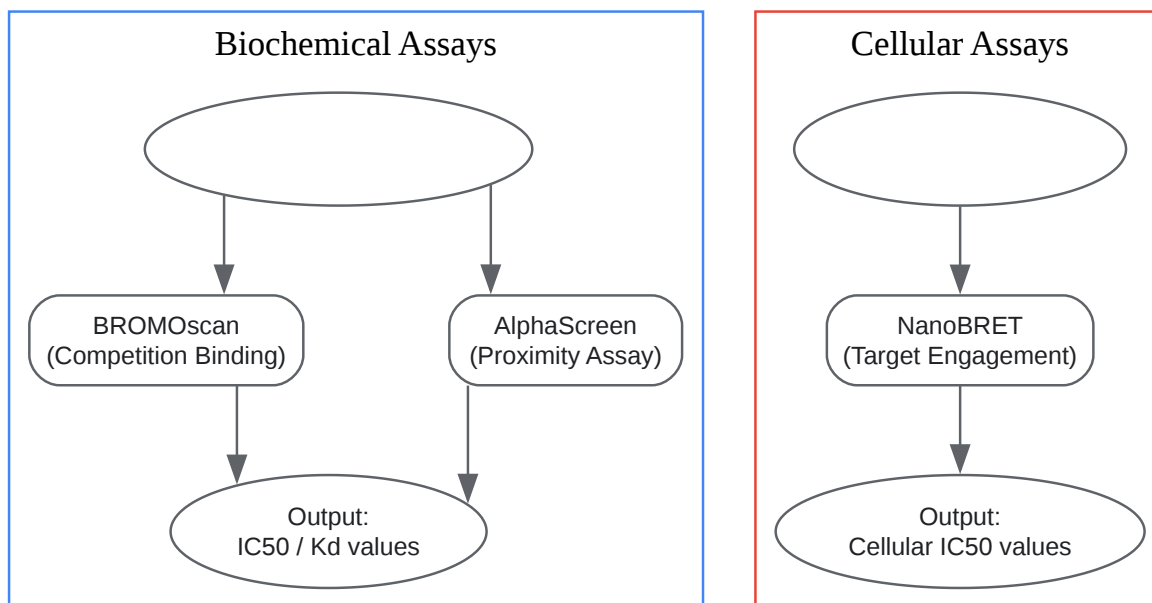 Biochemical Assays
BROMOscan
(Competition Binding)
AlphaScreen
(Proximity Assay)
Output:
IC50 / Kd values
Cellular Assays
NanoBRET
(Target Engagement)
Output:
Cellular IC50 values